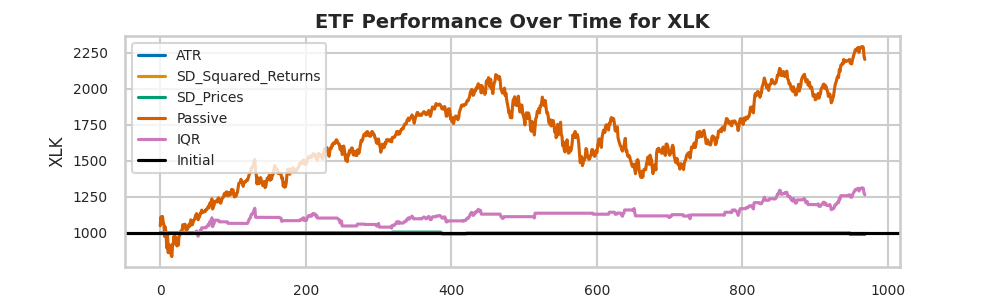 ETF Performance Over Time for XLK
XLK
2250
2000
1750
1500
1250
1000
ATR
SD_Squared_Returns
SD_Prices
Passive
IQR
Initial
0 200 400 600 800 1000